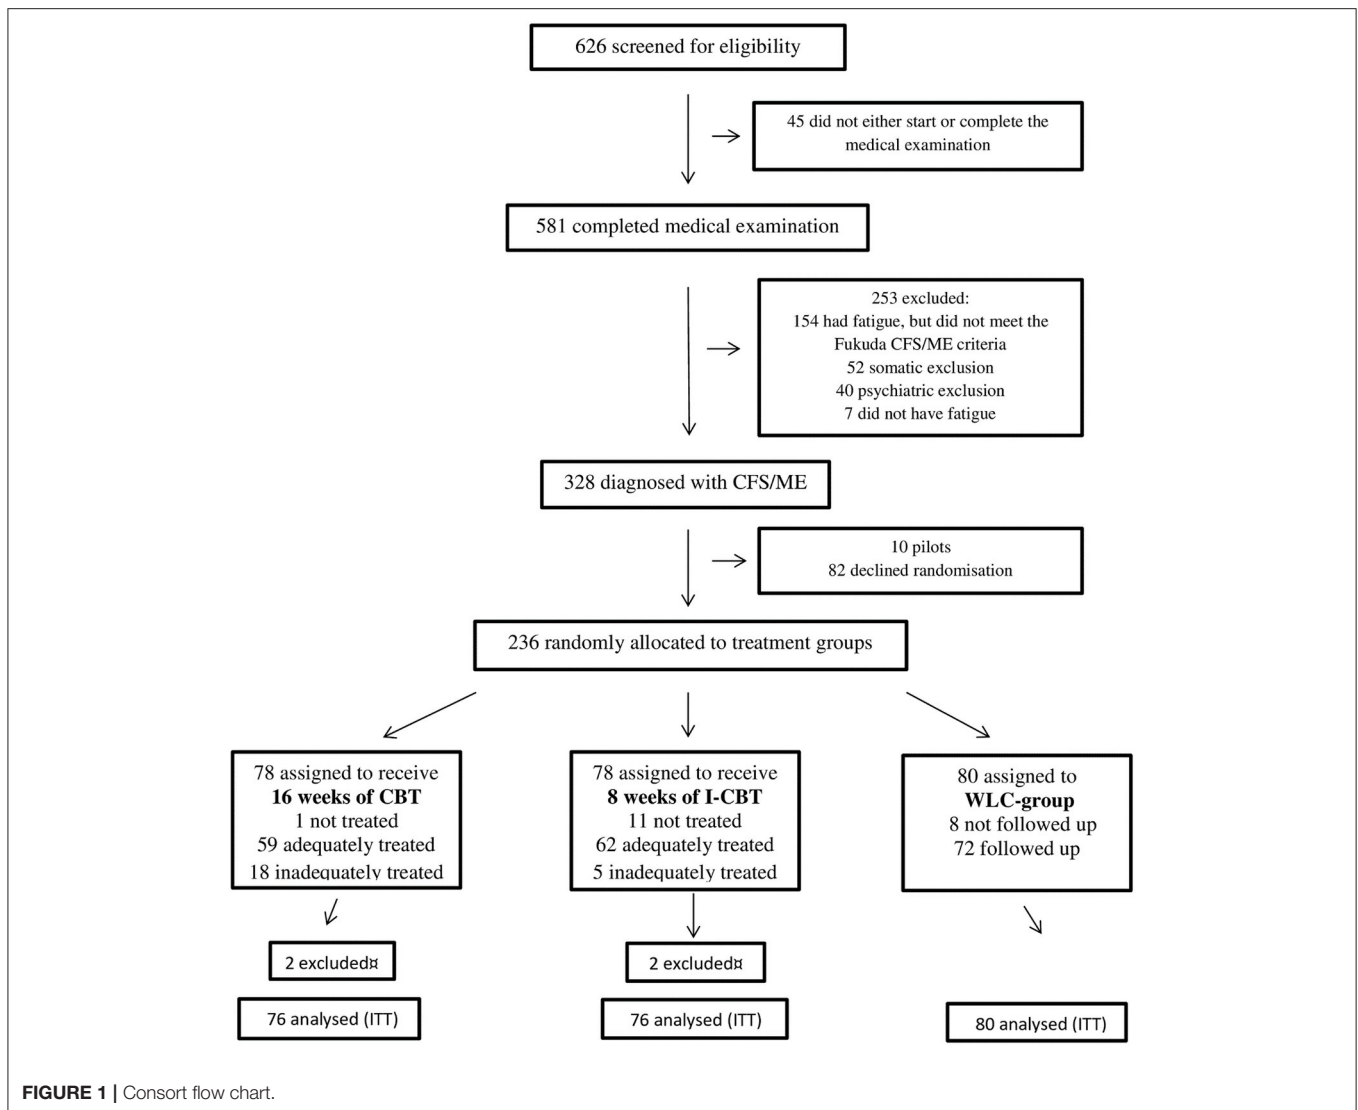 626 screened for eligibility
45 did not either start or complete the
medical examination
581 completed medical examination
253 excluded:
154 had fatigue, but did not meet the
Fukuda CFS/ME criteria
52 somatic exclusion
40 psychiatric exclusion
7 did not have fatigue
328 diagnosed with CFS/ME
10 pilots
82 declined randomisation
236 randomly allocated to treatment groups
78 assigned to receive
16 weeks of CBT
1 not treated
59 adequately treated
18 inadequately treated
78 assigned to receive
8 weeks of I-CBT
11 not treated
62 adequately treated
5 inadequately treated
80 assigned to
WLC-group
8 not followed up
72 followed up
2 excluded¤
2 excluded¤
76 analysed (ITT)
76 analysed (ITT)
80 analysed (ITT)
FIGURE 1 | Consort flow chart.